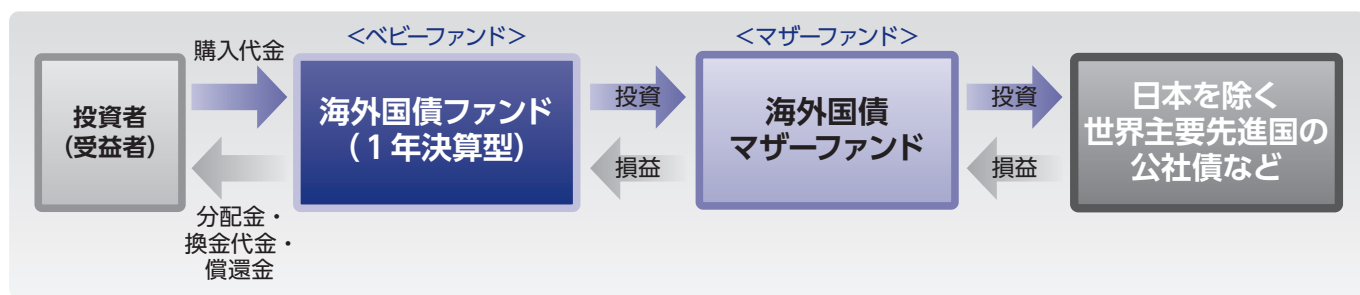 投資者
(受益者)
購入代金
分配金・
換金代金・
償還金
<ベビーファンド>
海外国債ファンド
(1年決算型)
投資
損益
<マザーファンド>
海外国債
マザーファンド
投資
損益
日本を除く
世界主要先進国の
公社債など